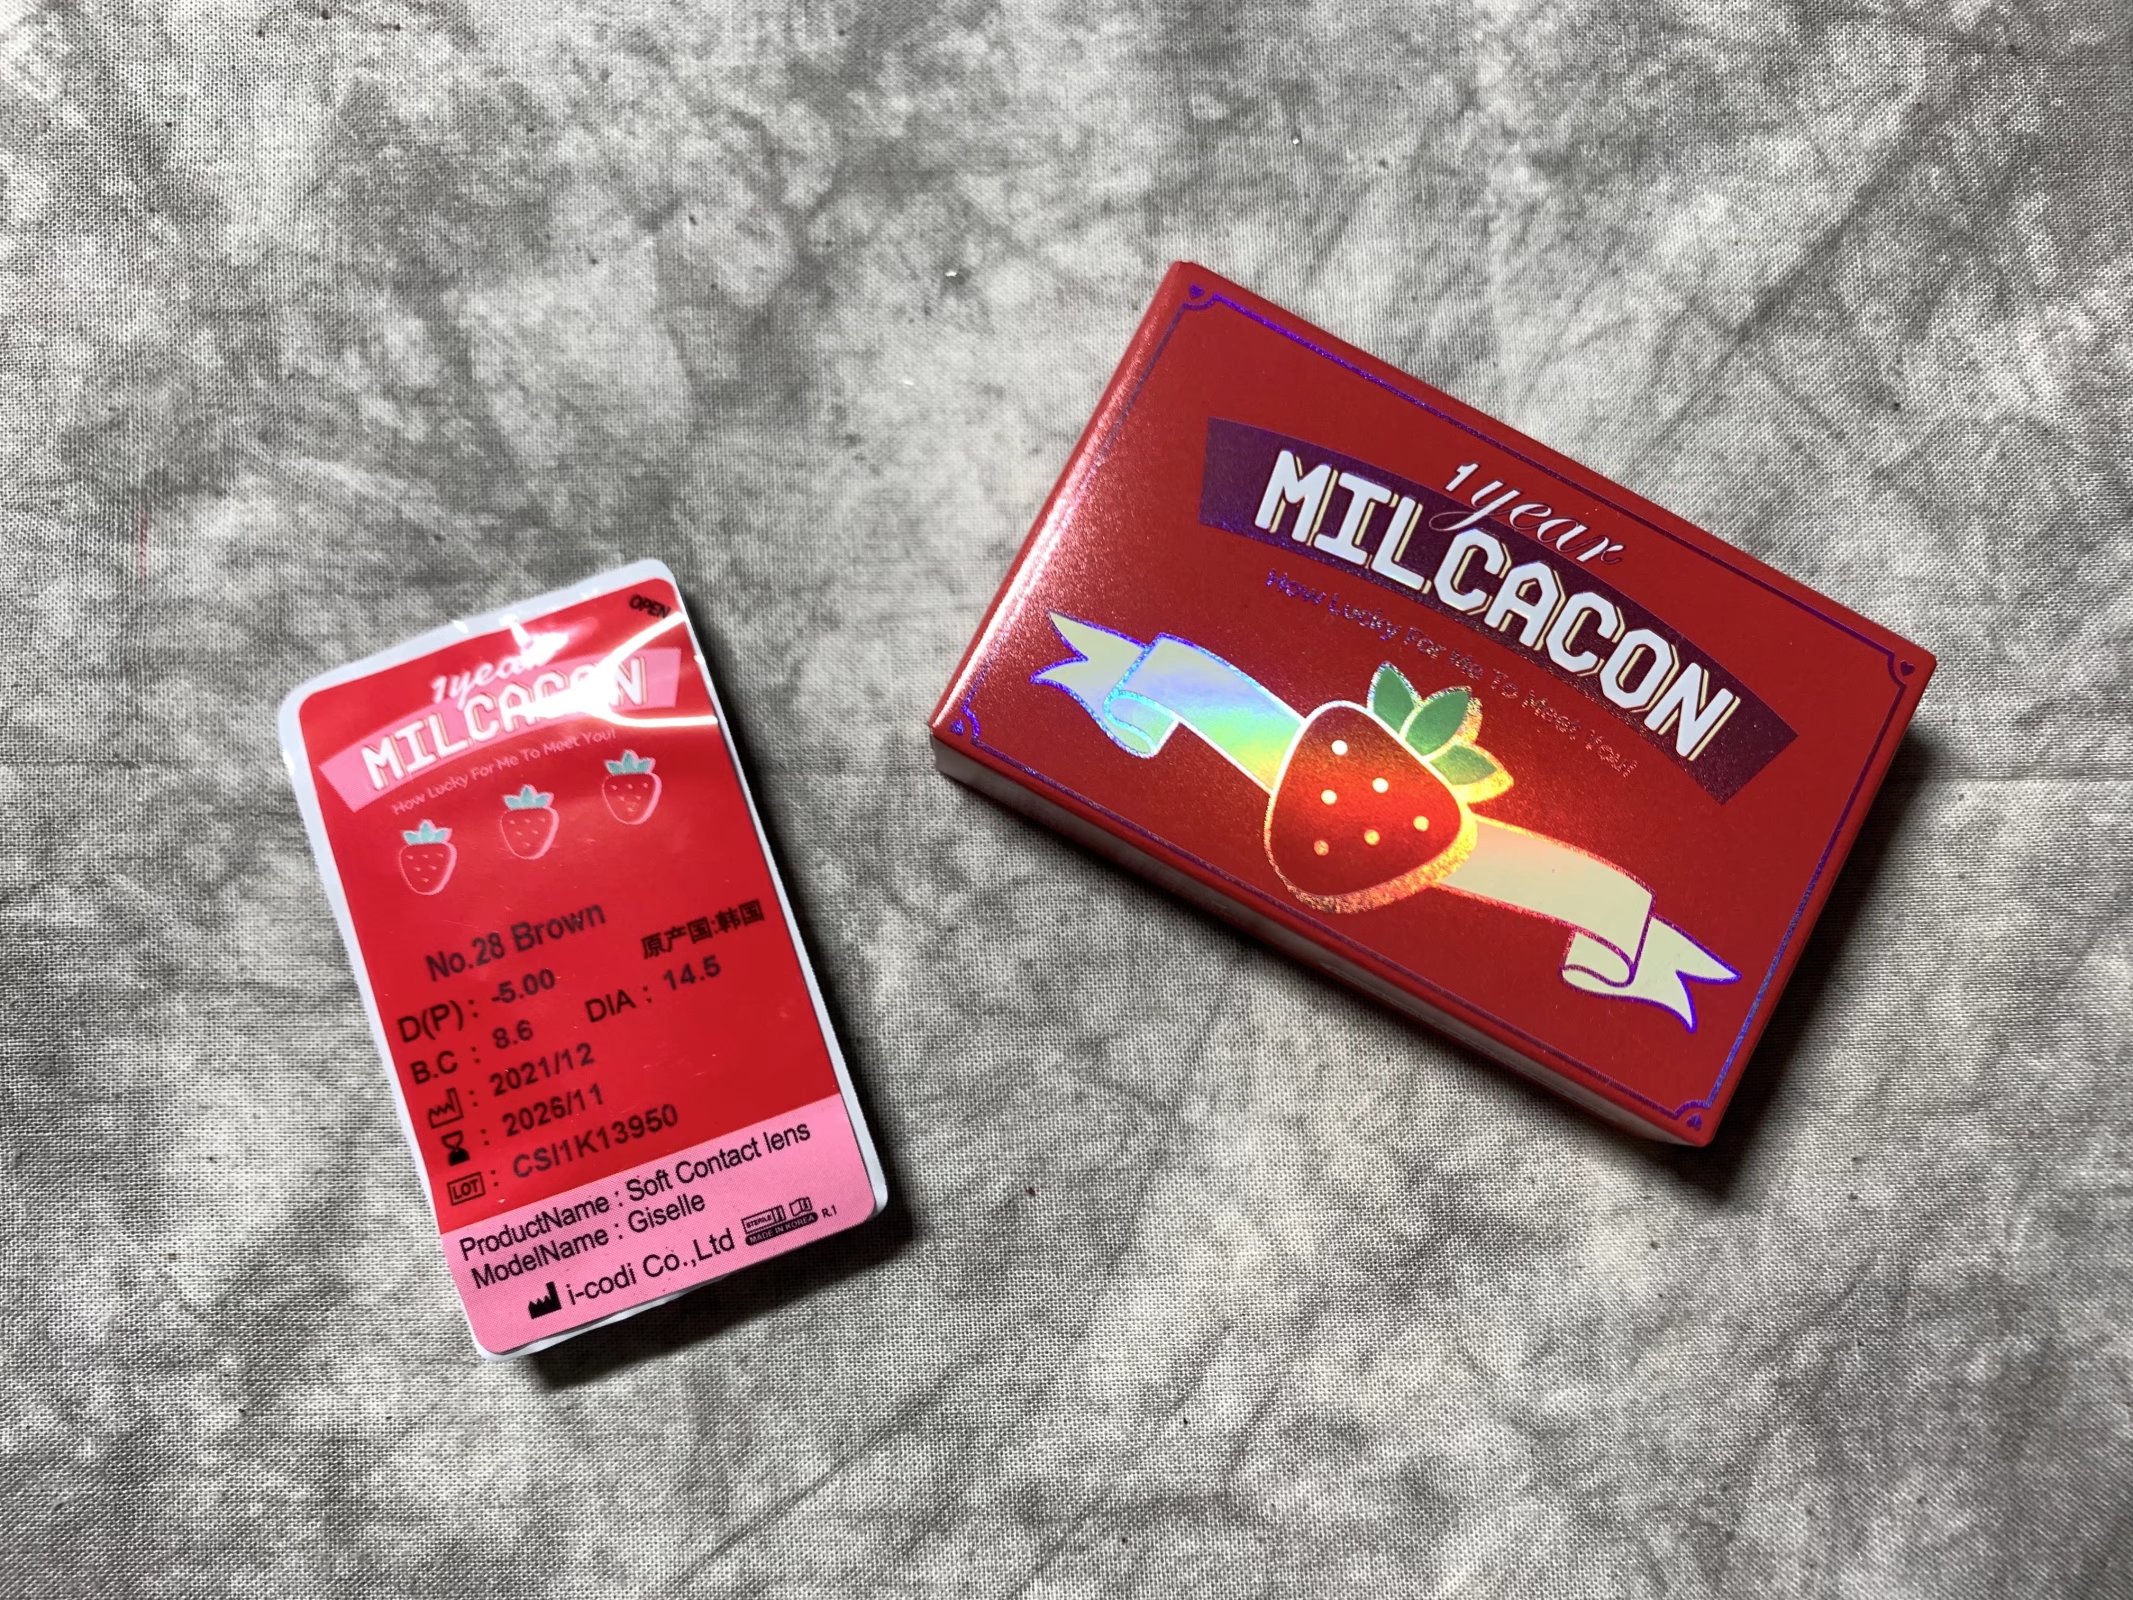 OPEN
1year
MILCACON
How Lucky For Me To Meet You!
No.28 Brown
原产国:韩国
D(P) : -5.00
B.C : 8.6 DIA : 14.5
: 2021/12
: 2026/11
LOT : CSI1K13950
ProductName : Soft Contact lens
ModelName : Giselle
i-codi Co.,Ltd
STERILE
MADE IN KOREA
R.1
1year
MILCACON
How Lucky For Me To Meet You!